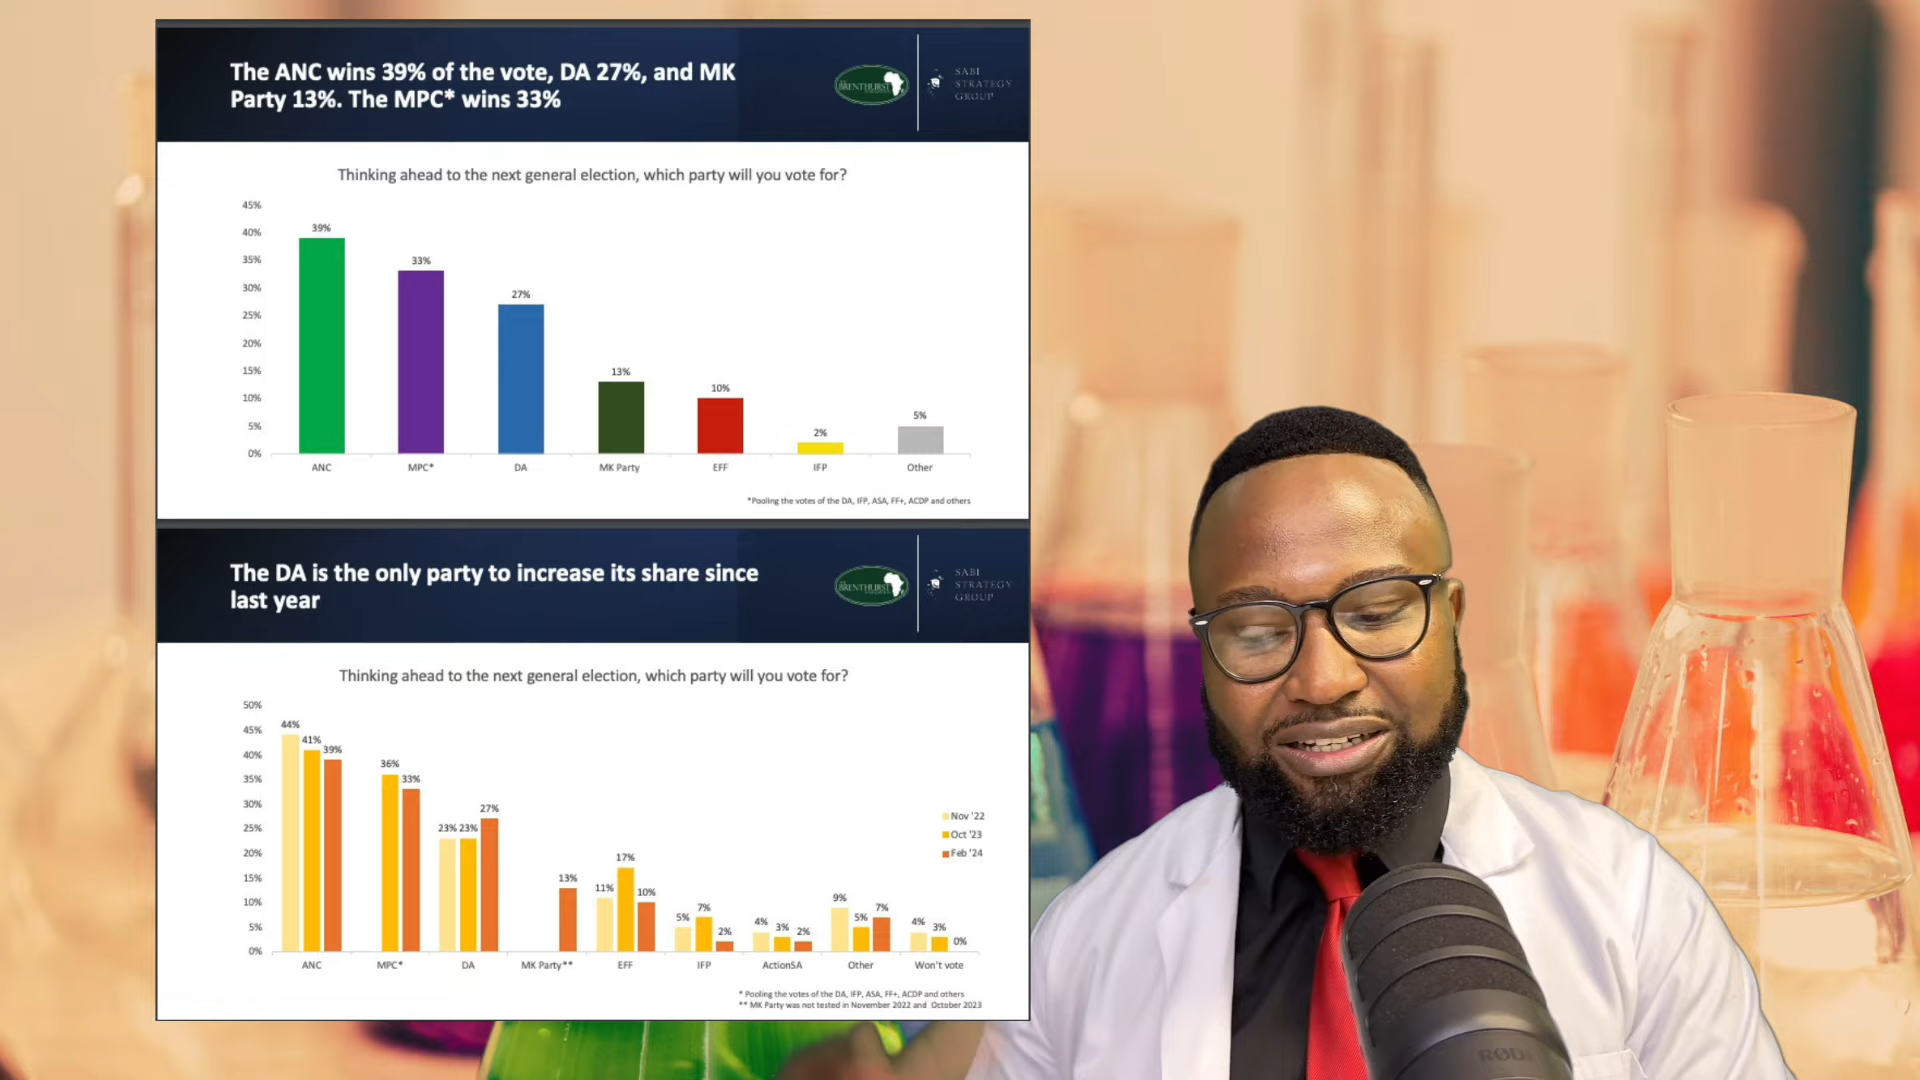 The ANC wins 39% of the vote, DA 27%, and MK
Party 13%. The MPC* wins 33%
BRENTHURST
SABI
STRATEGY
GROUP
Thinking ahead to the next general election, which party will you vote for?
45%
40%
35%
30%
25%
20%
15%
10%
5%
0%
39%
33%
27%
13%
10%
2%
5%
ANC MPC* DA MK Party EFF IFP Other
*Pooling the votes of the DA, IFP, ASA, FF+, ACDP and others
The DA is the only party to increase its share since
last year
BRENTHURST
SABI
STRATEGY
GROUP
Thinking ahead to the next general election, which party will you vote for?
50%
45%
40%
35%
30%
25%
20%
15%
10%
5%
0%
44% 41% 39%
36% 33%
23% 23% 27%
13%
11% 17% 10%
5% 7% 2%
4% 3% 2%
9% 5% 7%
4% 3% 0%
Nov '22
Oct '23
Feb '24
ANC MPC* DA MK Party** EFF IFP ActionSA Other Won't vote
* Pooling the votes of the DA, IFP, ASA, FF+, ACDP and others
** MK Party was not tested in November 2022 and October 2023
RØDE